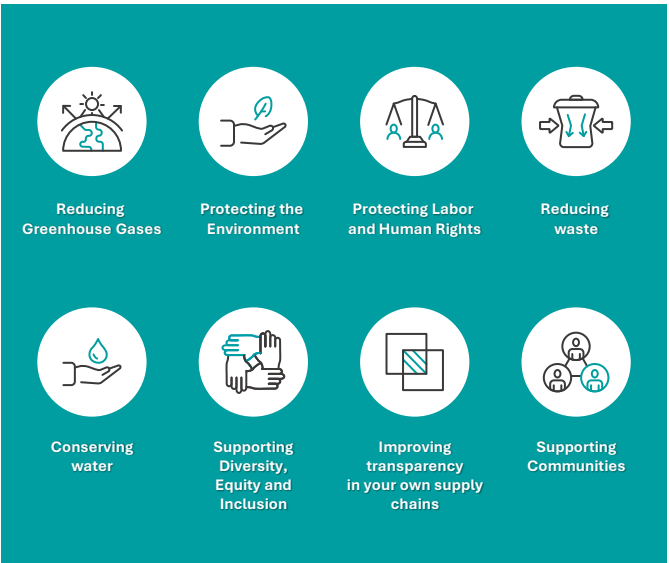 Reducing
Greenhouse Gases
Protecting the
Environment
Protecting Labor
and Human Rights
Reducing
waste
Conserving
water
Supporting
Diversity,
Equity and
Inclusion
Improving
transparency
in your own supply
chains
Supporting
Communities